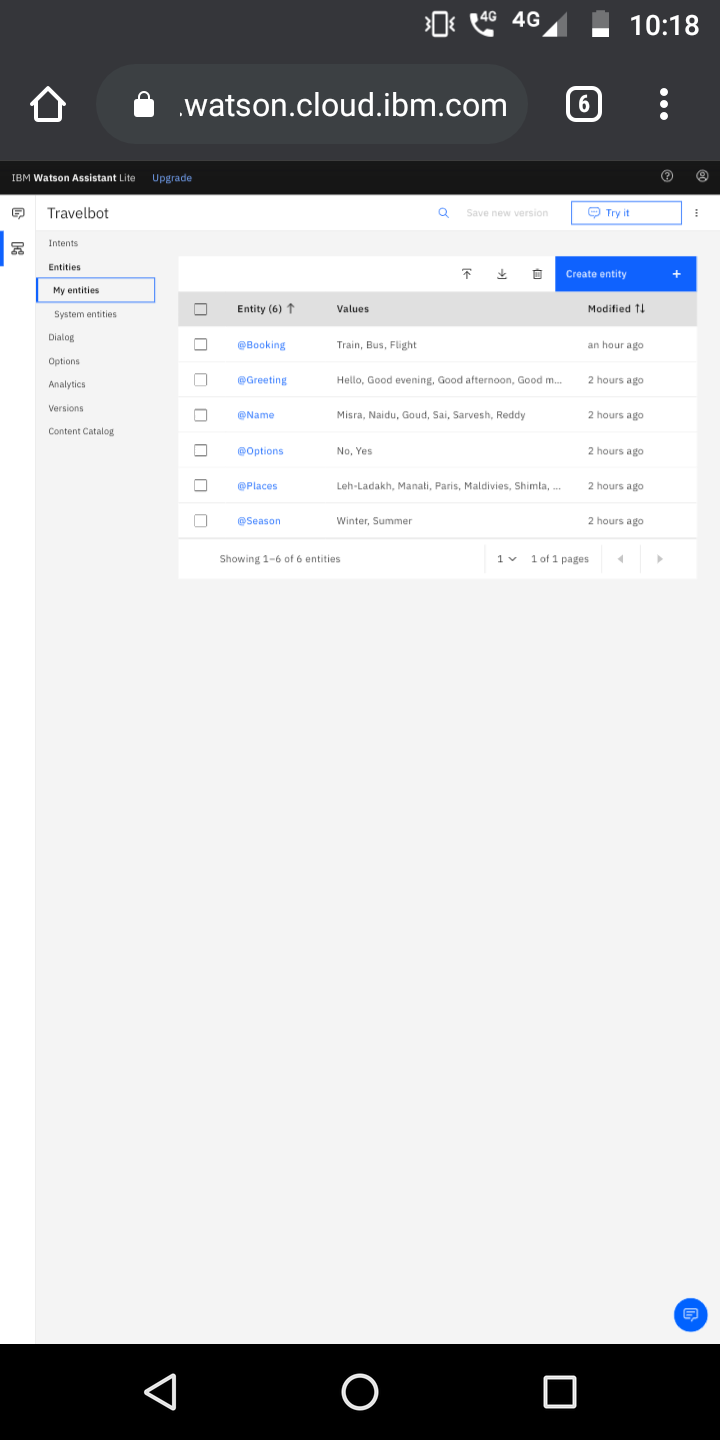 4G 4G 10:18
.watson.cloud.ibm.com 6
IBM Watson Assistant Lite Upgrade
Travelbot Save new version Try it
Intents
Entities
My entities
System entities
Dialog
Options
Analytics
Versions
Content Catalog
Create entity +
Entity (6) ↑ Values Modified ↑↓
@Booking Train, Bus, Flight an hour ago
@Greeting Hello, Good evening, Good afternoon, Good m... 2 hours ago
@Name Misra, Naidu, Goud, Sai, Sarvesh, Reddy 2 hours ago
@Options No, Yes 2 hours ago
@Places Leh-Ladakh, Manali, Paris, Maldivies, Shimla, ... 2 hours ago
@Season Winter, Summer 2 hours ago
Showing 1–6 of 6 entities 1 1 of 1 pages